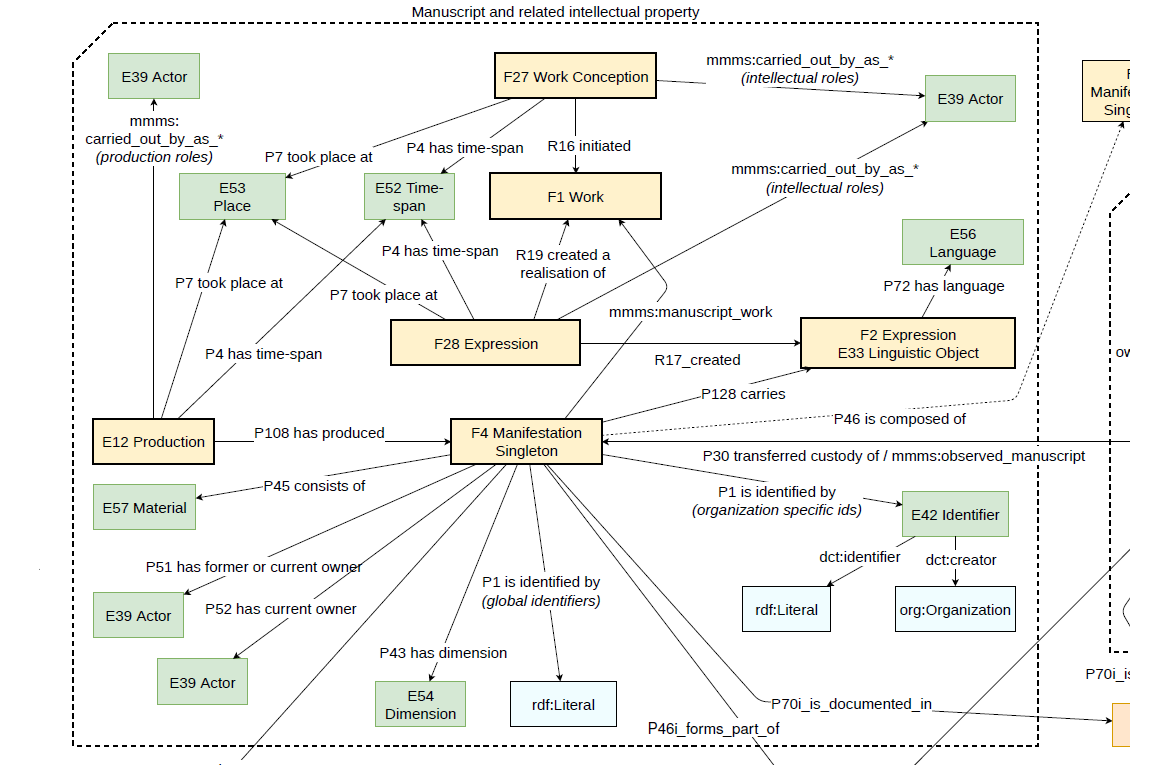 Manuscript and related intellectual property
E39 Actor
F27 Work Conception
mmms:carried_out_by_as_*
(intellectual roles)
E39 Actor
Manife
Sing
mmms:
carried_out_by_as_*
(production roles)
P7 took place at
P4 has time-span
R16 initiated
mmms:carried_out_by_as_*
(intellectual roles)
E53
Place
E52 Time-
span
F1 Work
E56
Language
P4 has time-span
R19 created a
realisation of
P7 took place at
P7 took place at
P72 has language
mmms:manuscript_work
F28 Expression
F2 Expression
E33 Linguistic Object
P4 has time-span
R17_created
ow
P128 carries
P46 is composed of
E12 Production
P108 has produced
F4 Manifestation
Singleton
P30 transferred custody of / mmms:observed_manuscript
P45 consists of
P1 is identified by
(organization specific ids)
E57 Material
E42 Identifier
dct:identifier
dct:creator
P51 has former or current owner
P1 is identified by
(global identifiers)
E39 Actor
P52 has current owner
rdf:Literal
org:Organization
P43 has dimension
P70i_is
E39 Actor
E54
Dimension
rdf:Literal
P70i_is_documented_in
P46i_forms_part_of